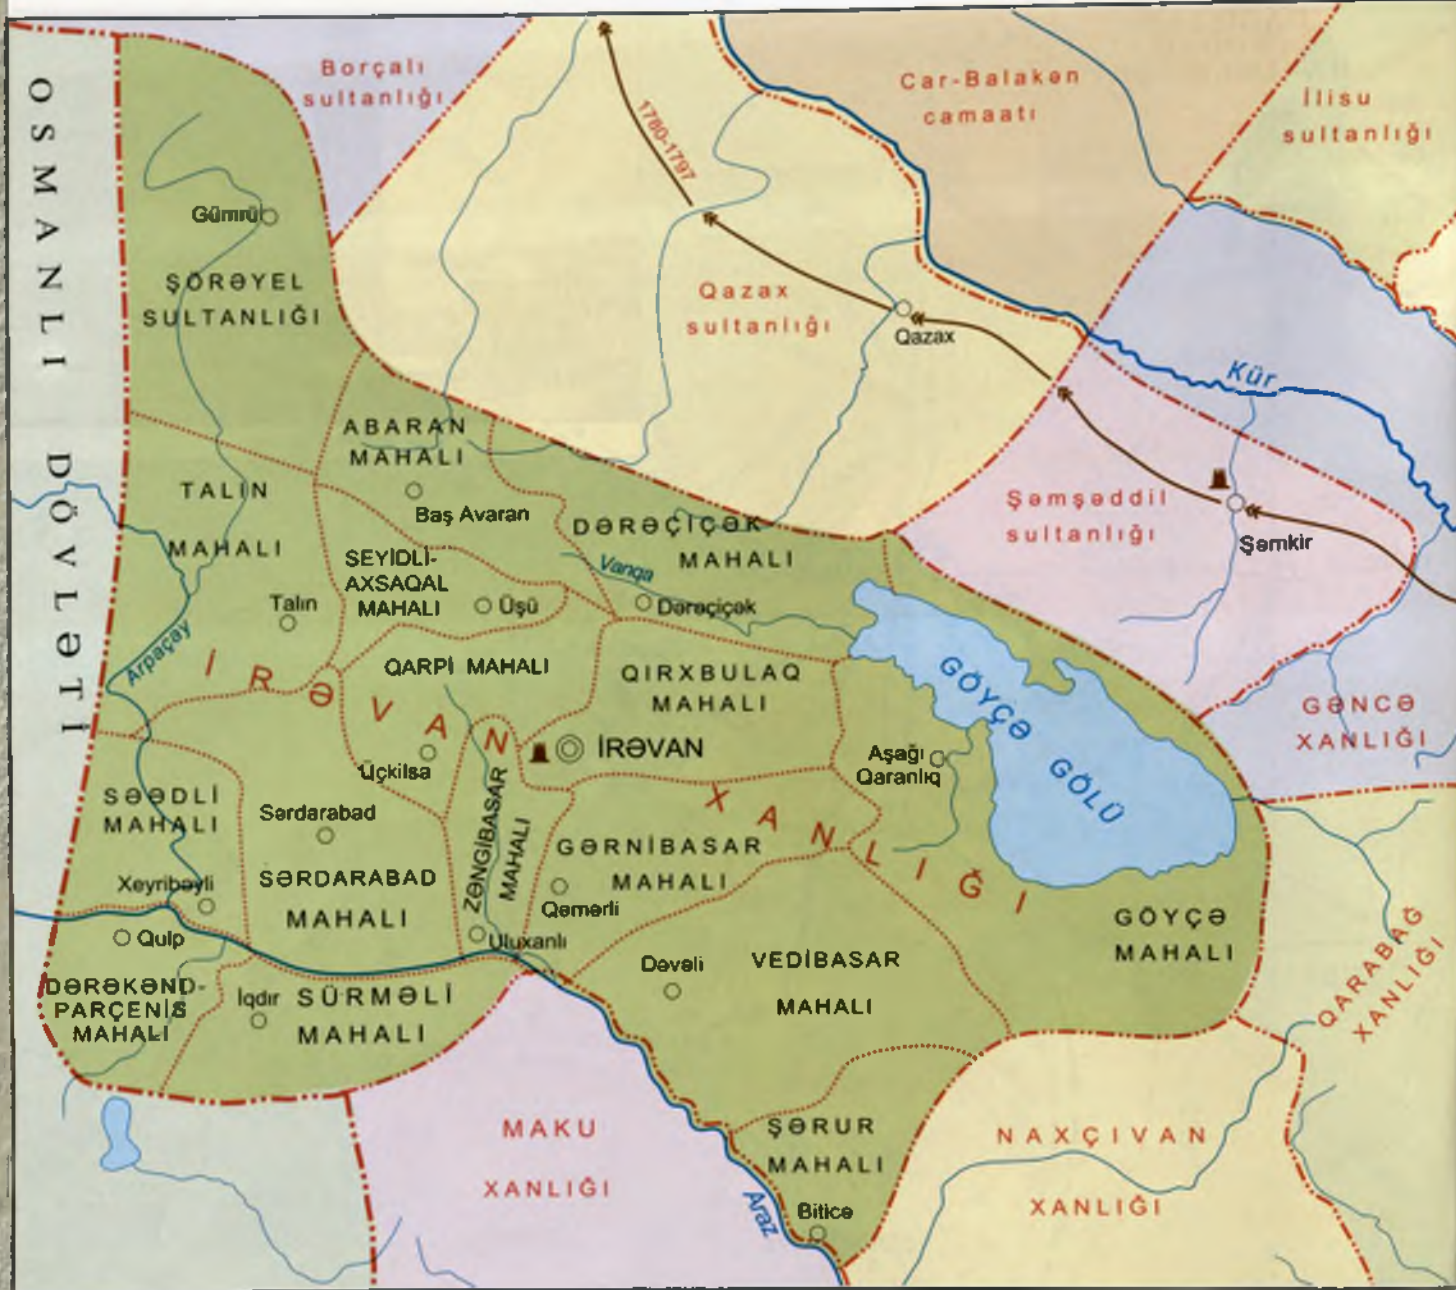 OSMANLI DÖVLƏTİ
Borçalı
sultanlığı
1780-1797
Car-Balakən
camaatı
İlisu
sultanlığı
Gümrü
ŞÖRƏYEL
SULTANLIĞI
Qazax
sultanlığı
Qazax
Kür
ABARAN
MAHALI
Baş Avaran
TALIN
MAHALI
Talın
Arpaçay
SEYİDLİ-
AXSAQAL
MAHALI
Üşü
DƏRƏÇİÇƏK
MAHALI
Vanqa
Dərəçiçək
Şəmşəddil
sultanlığı
Şəmkir
İRƏVAN XANLIĞI
QARPİ MAHALI
QIRXBULAQ
MAHALI
İRƏVAN
GÖYÇƏ GÖLÜ
Aşağı
Qaranlıq
GƏNCƏ
XANLIĞI
Üçkilsə
SƏƏDLİ
MAHALI
Xeyribəyli
Sərdarabad
SƏRDARABAD
MAHALI
ZƏNGİBASAR
MAHALI
Uluxanlı
GƏRNİBASAR
MAHALI
Qəmərli
GÖYÇƏ
MAHALI
QARABAĞ
XANLIĞI
Qulp
DƏRƏKƏND-
PARÇENİS
MAHALI
İqdır
SÜRMƏLİ
MAHALI
Dəvəli
VEDİBASAR
MAHALI
MAKU
XANLIĞI
Araz
ŞƏRUR
MAHALI
Biticə
NAXÇIVAN
XANLIĞI